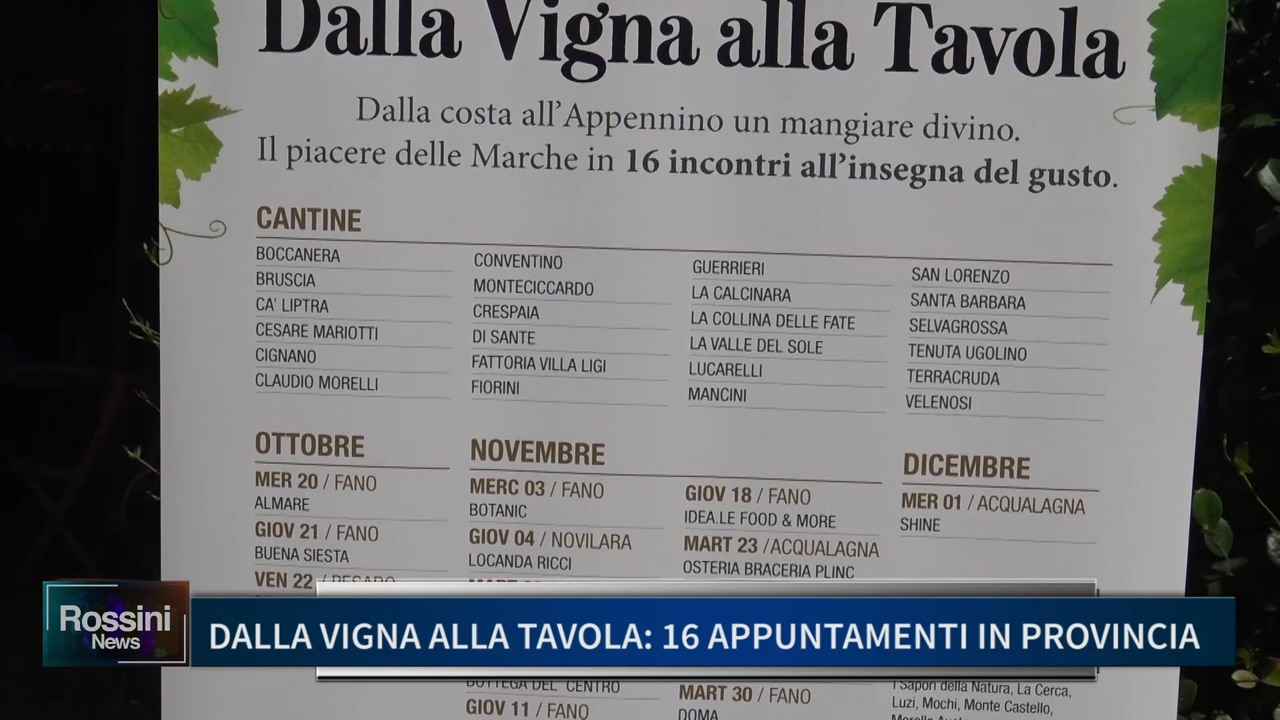 Dalla Vigna alla Tavola
Dalla costa all'Appennino un mangiare divino.
Il piacere delle Marche in 16 incontri all'insegna del gusto.
CANTINE
BOCCANERA
BRUSCIA
CA' LIPTRA
CESARE MARIOTTI
CIGNANO
CLAUDIO MORELLI
CONVENTINO
MONTECICCARDO
CRESPAIA
DI SANTE
FATTORIA VILLA LIGI
FIORINI
GUERRIERI
LA CALCINARA
LA COLLINA DELLE FATE
LA VALLE DEL SOLE
LUCARELLI
MANCINI
SAN LORENZO
SANTA BARBARA
SELVAGROSSA
TENUTA UGOLINO
TERRACRUDA
VELENOSI
OTTOBRE
MER 20 / FANO
ALMARE
GIOV 21 / FANO
BUENA SIESTA
VEN 22 / PESARO
NOVEMBRE
MERC 03 / FANO
BOTANIC
GIOV 04 / NOVILARA
LOCANDA RICCI
BOTTEGA DEL CENTRO
GIOV 11 / FANO
GIOV 18 / FANO
IDEA.LE FOOD & MORE
MART 23 /ACQUALAGNA
OSTERIA BRACERIA PLINC
MART 30 / FANO
DOMA
DICEMBRE
MER 01 / ACQUALAGNA
SHINE
I Sapori della Natura, La Cerca,
Luzi, Mochi, Monte Castello,
Rossini
News
DALLA VIGNA ALLA TAVOLA: 16 APPUNTAMENTI IN PROVINCIA